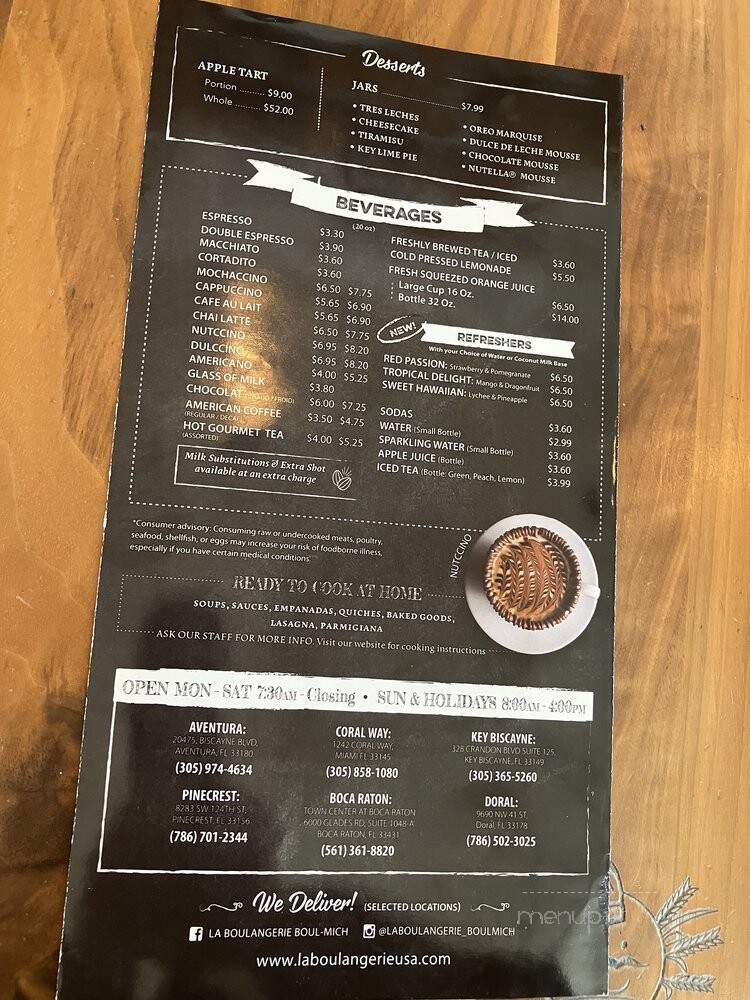 Desserts
APPLE TART
Portion .......... $9.00
Whole .......... $52.00
JARS .......... $7.99
• TRES LECHES
• CHEESECAKE
• TIRAMISU
• KEY LIME PIE
• OREO MARQUISE
• DULCE DE LECHE MOUSSE
• CHOCOLATE MOUSSE
• NUTELLA® MOUSSE
BEVERAGES
(20 oz)
ESPRESSO $3.30
DOUBLE ESPRESSO $3.90
MACCHIATO $3.60
CORTADITO $3.60
MOCHACCINO $6.50 $7.75
CAPPUCCINO $5.65 $6.90
CAFE AU LAIT $5.65 $6.90
CHAI LATTE $6.50 $7.75
NUTCCINO $6.95 $8.20
DULCCINO $6.95 $8.20
AMERICANO $4.00 $5.25
GLASS OF MILK $3.80
CHOCOLAT (CHAUD / FROID) $6.00 $7.25
AMERICAN COFFEE $3.50 $4.75
(REGULAR / DECAF)
HOT GOURMET TEA $4.00 $5.25
(ASSORTED)
Milk Substitutions & Extra Shot
available at an extra charge
FRESHLY BREWED TEA / ICED $3.60
COLD PRESSED LEMONADE $5.50
FRESH SQUEEZED ORANGE JUICE
Large Cup 16 Oz. $6.50
Bottle 32 Oz. $14.00
NEW!
REFRESHERS
With your Choice of Water or Coconut Milk Base
RED PASSION: Strawberry & Pomegranate $6.50
TROPICAL DELIGHT: Mango & Dragonfruit $6.50
SWEET HAWAIIAN: Lychee & Pineapple $6.50
SODAS $3.60
WATER (Small Bottle) $2.99
SPARKLING WATER (Small Bottle) $3.60
APPLE JUICE (Bottle) $3.60
ICED TEA (Bottle: Green, Peach, Lemon) $3.99
*Consumer advisory: Consuming raw or undercooked meats, poultry,
seafood, shellfish, or eggs may increase your risk of foodborne illness,
especially if you have certain medical conditions.
NUTCCINO
READY TO COOK AT HOME
SOUPS, SAUCES, EMPANADAS, QUICHES, BAKED GOODS,
LASAGNA, PARMIGIANA
ASK OUR STAFF FOR MORE INFO. Visit our website for cooking instructions
OPEN MON - SAT 7:30AM - Closing • SUN & HOLIDAYS 8:00AM - 4:00PM
AVENTURA:
20475, BISCAYNE BLVD,
AVENTURA, FL 33180
(305) 974-4634
CORAL WAY:
1242 CORAL WAY,
MIAMI FL 33145
(305) 858-1080
KEY BISCAYNE:
328 CRANDON BLVD SUITE 125,
KEY BISCAYNE, FL 33149
(305) 365-5260
PINECREST:
8283 SW 124TH ST,
PINECREST, FL 33156
(786) 701-2344
BOCA RATON:
TOWN CENTER AT BOCA RATON
6000 GLADES RD, SUITE 1048-A
BOCA RATON, FL 33431
(561) 361-8820
DORAL:
9690 NW 41 ST,
Doral, FL 33178
(786) 502-3025
We Deliver! (SELECTED LOCATIONS)
LA BOULANGERIE BOUL-MICH @LABOULANGERIE_BOULMICH
www.laboulangerieusa.com